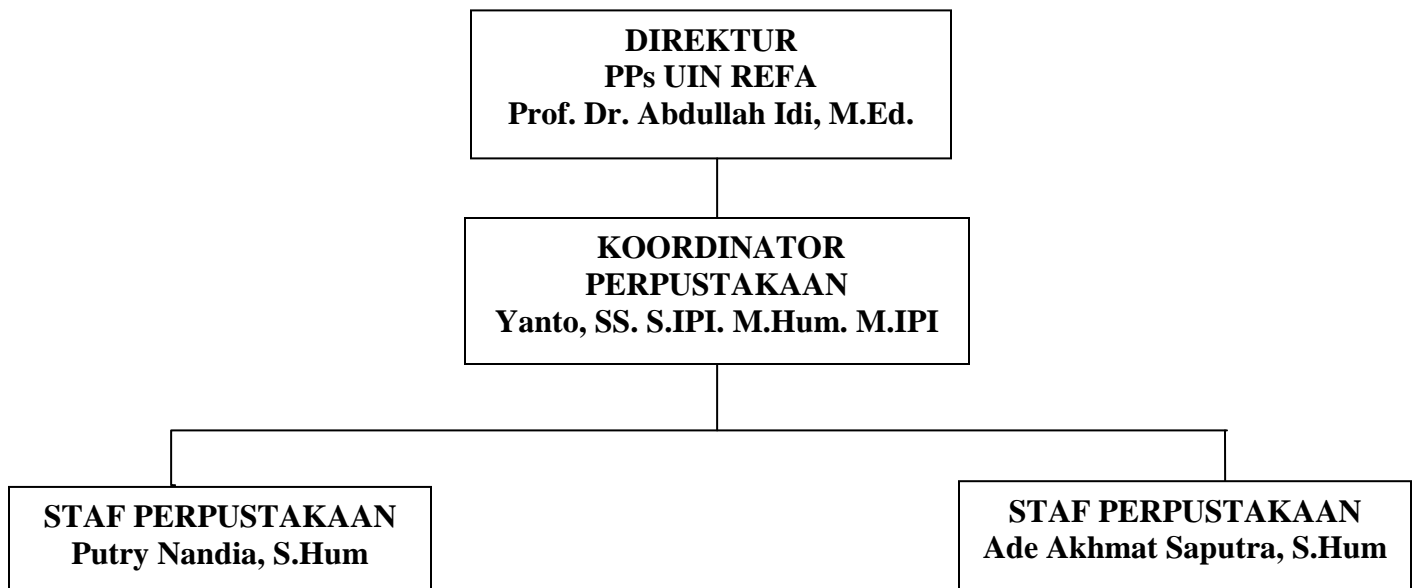 DIREKTUR
PPs UIN REFA
Prof. Dr. Abdullah Idi, M.Ed.
KOORDINATOR
PERPUSTAKAAN
Yanto, SS. S.IPI. M.Hum. M.IPI
STAF PERPUSTAKAAN
Putry Nandia, S.Hum
STAF PERPUSTAKAAN
Ade Akhmat Saputra, S.Hum